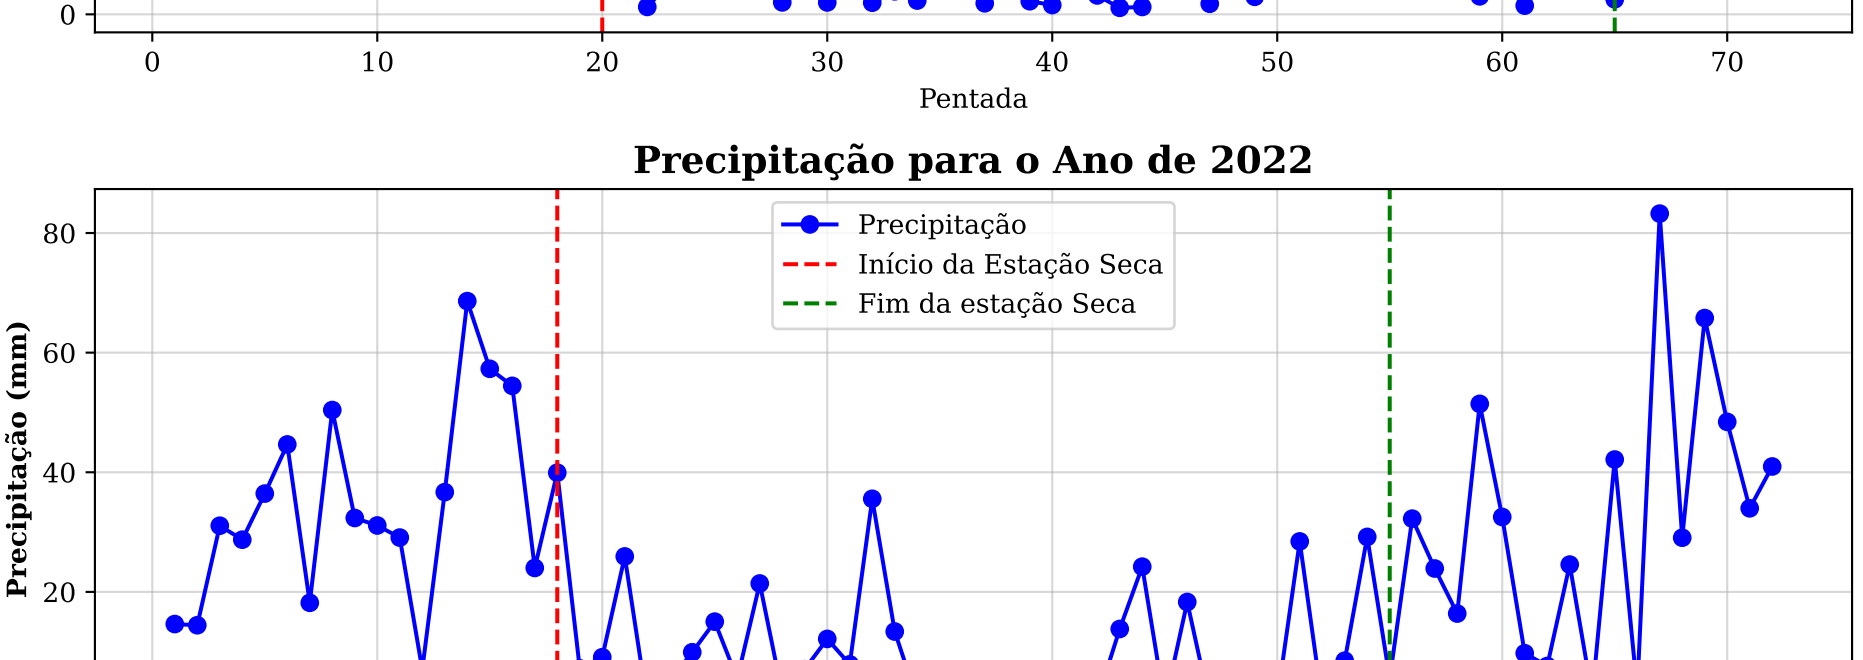 0
0 10 20 30 40 50 60 70
Pentada
Precipitação para o Ano de 2022
Precipitação
Início da Estação Seca
Fim da estação Seca
80
60
40
20
Precipitação (mm)